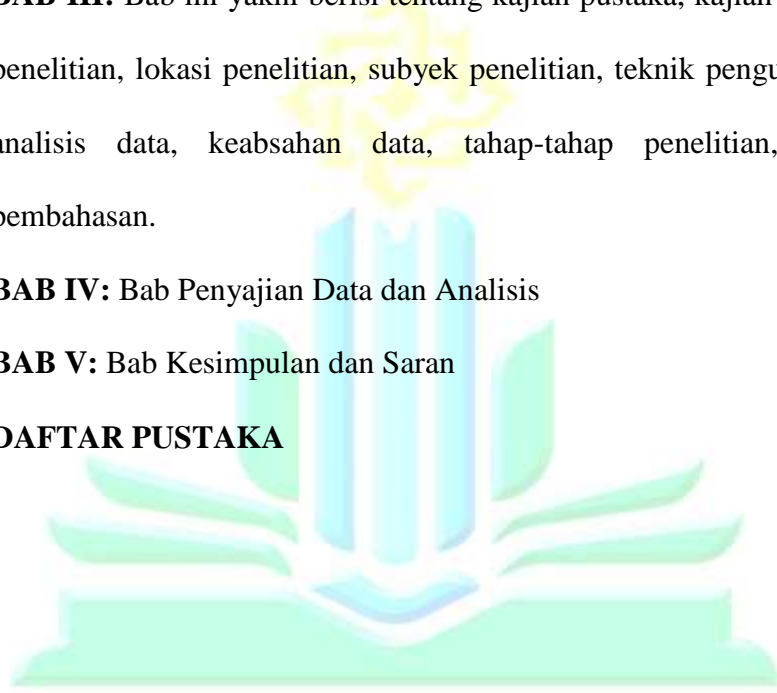 BAB III: Bab ini yakni berisi tentang kajian pustaka, kajian
penelitian, lokasi penelitian, subyek penelitian, teknik pengu
analisis data, keabsahan data, tahap-tahap penelitian,
pembahasan.
BAB IV: Bab Penyajian Data dan Analisis
BAB V: Bab Kesimpulan dan Saran
DAFTAR PUSTAKA